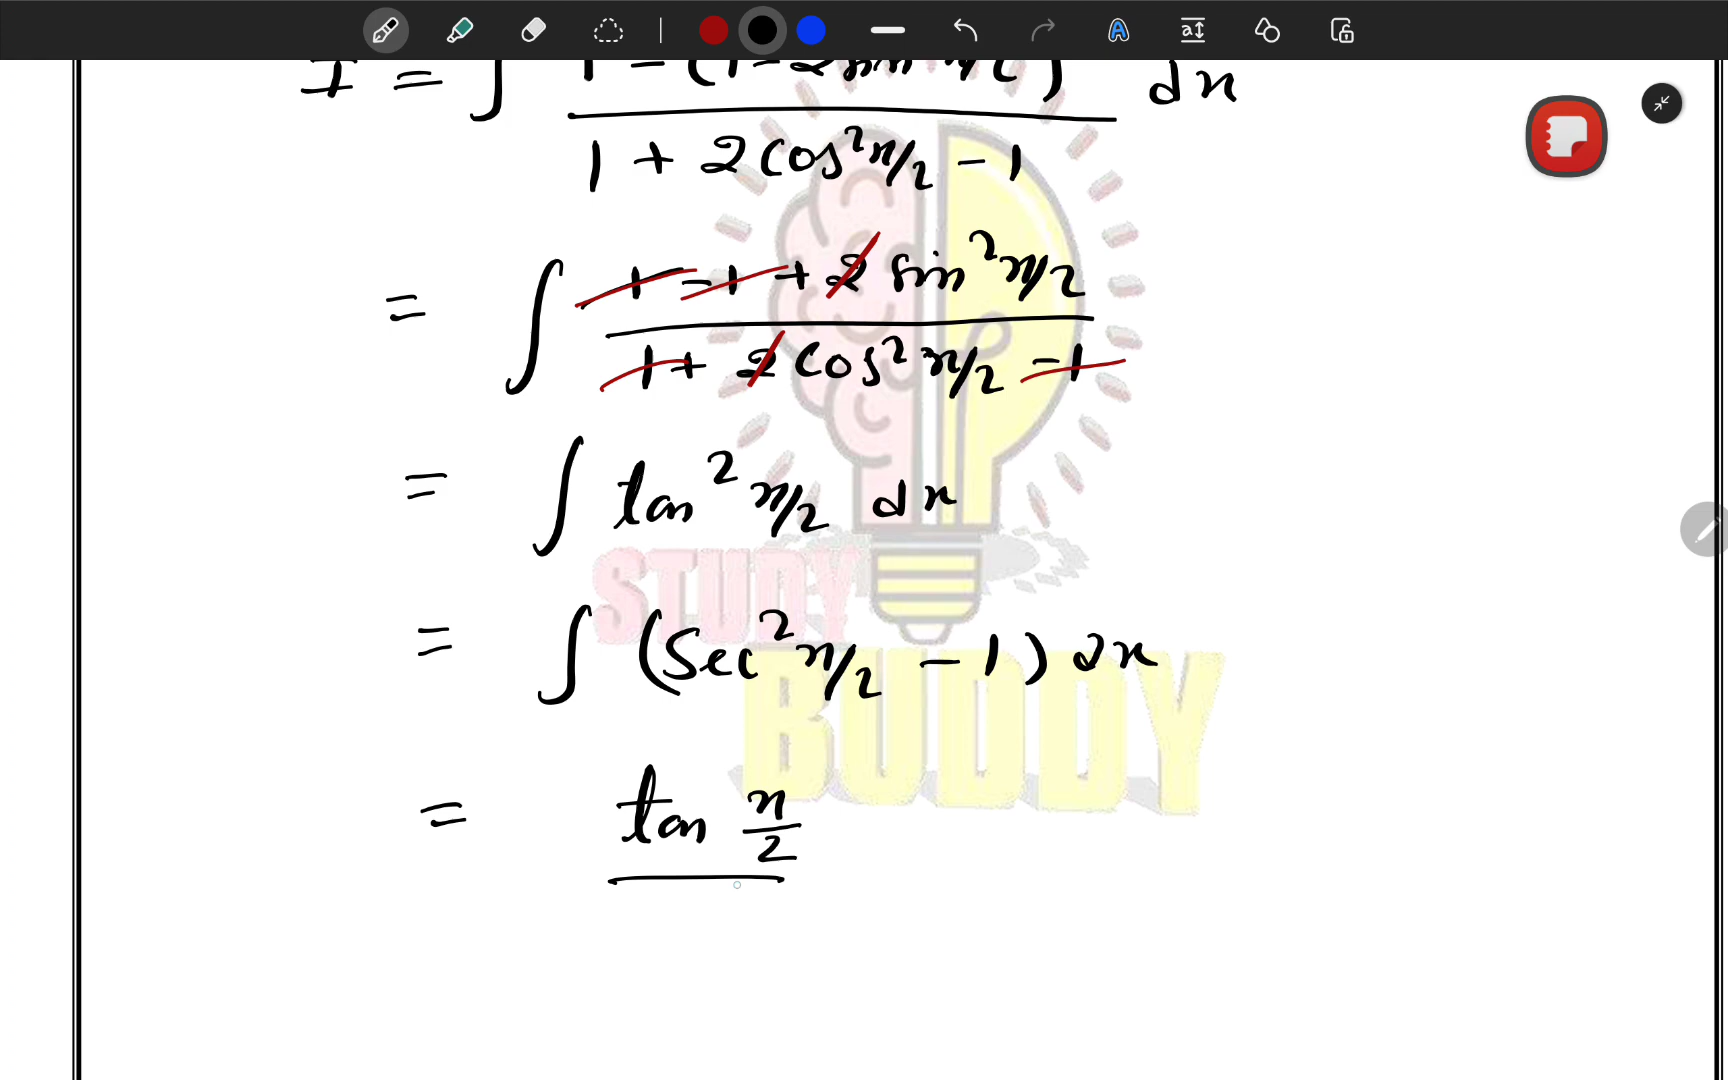 I = ∫ 1 - (1 - 2 sin² x/2) dx
1 + 2 cos² x/2 - 1
= ∫ 1 - 1 + 2 sin² x/2
1 + 2 cos² x/2 - 1
= ∫ tan² x/2 dx
= ∫ (Sec² x/2 - 1) dx
= tan x/2
STUDY
BUDDY